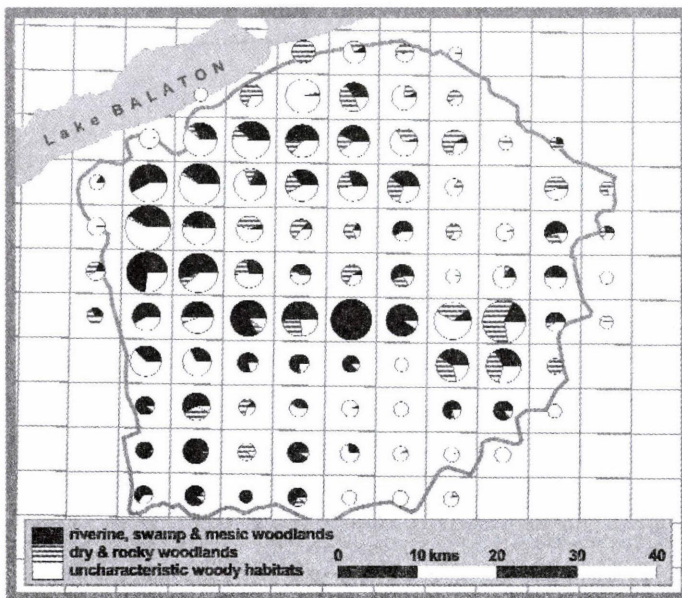 Lake BALATON
riverine, swamp & mesic woodlands
dry & rocky woodlands
uncharacteristic woody habitats
0 10 kms 20 30 40